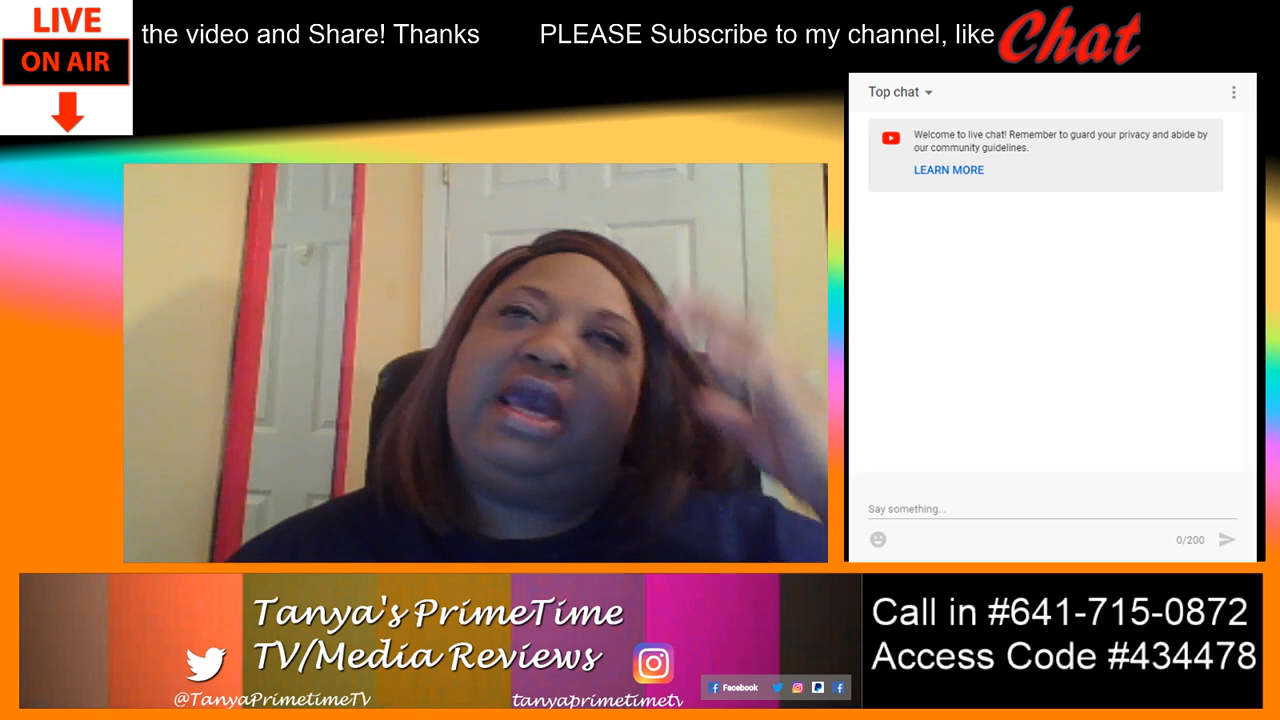 LIVE
ON AIR
the video and Share! Thanks PLEASE Subscribe to my channel, like
Chat
Top chat
Welcome to live chat! Remember to guard your privacy and abide by
our community guidelines.
LEARN MORE
Say something...
0/200
Tanya's PrimeTime
TV/Media Reviews
@TanyaPrimetimeTV
tanyaprimetimetv
Facebook
Call in #641-715-0872
Access Code #434478